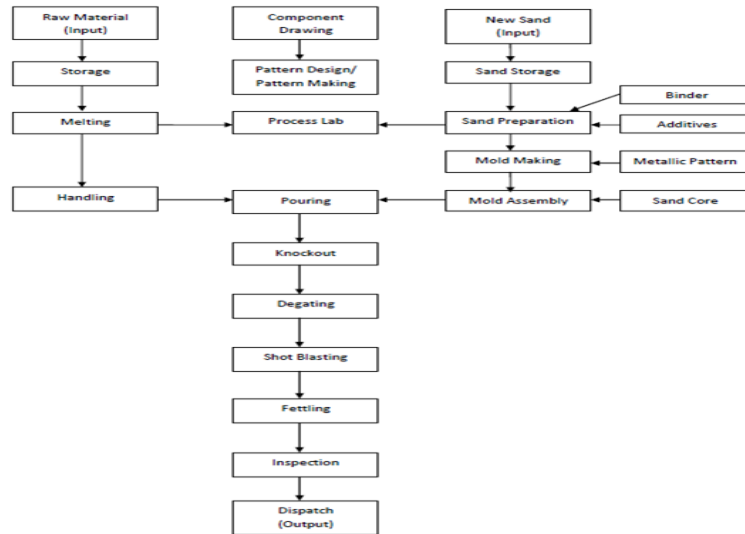 Raw Material
(Input)
Component
Drawing
New Sand
(Input)
Storage
Pattern Design/
Pattern Making
Sand Storage
Binder
Melting
Process Lab
Sand Preparation
Additives
Mold Making
Metallic Pattern
Handling
Pouring
Mold Assembly
Sand Core
Knockout
Degating
Shot Blasting
Fettling
Inspection
Dispatch
(Output)